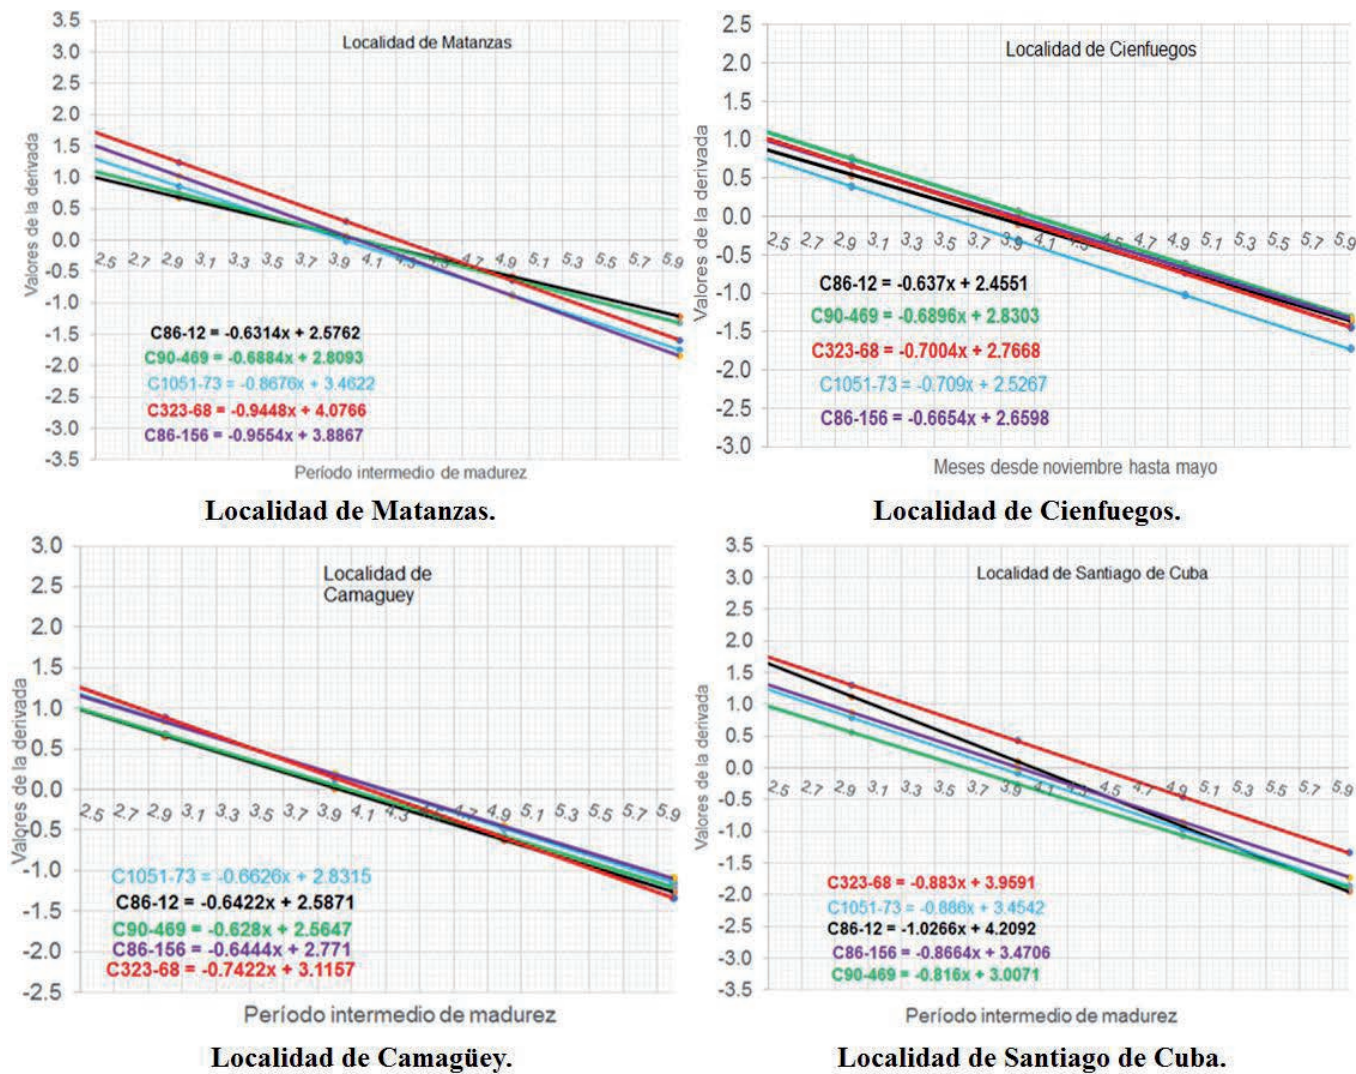 Localidad de Matanzas
Valores de la derivada
3.5
3.0
2.5
2.0
1.5
1.0
0.5
0.0
-0.5
-1.0
-1.5
-2.0
-2.5
-3.0
-3.5
2.5 2.7 2.9 3.1 3.3 3.5 3.7 3.9 4.1 4.3 4.5 4.7 4.9 5.1 5.3 5.5 5.7 5.9
C86-12 = -0.6314x + 2.5762
C90-469 = -0.6884x + 2.8093
C1051-73 = -0.8676x + 3.4622
C323-68 = -0.9448x + 4.0766
C86-156 = -0.9554x + 3.8867
Período intermedio de madurez
Localidad de Matanzas.
Localidad de Cienfuegos
Valores de la derivada
2.5
2.0
1.5
1.0
0.5
0.0
-0.5
-1.0
-1.5
-2.0
-2.5
-3.0
2.5 2.7 2.9 3.1 3.3 3.5 3.7 3.9 4.1 4.3 4.5 4.7 4.9 5.1 5.3 5.5 5.7 5.9
C86-12 = -0.637x + 2.4551
C90-469 = -0.6896x + 2.8303
C323-68 = -0.7004x + 2.7668
C1051-73 = -0.709x + 2.5267
C86-156 = -0.6654x + 2.6598
Meses desde noviembre hasta mayo
Localidad de Cienfuegos.
Localidad de
Camaguey
Valores de la derivada
3.0
2.5
2.0
1.5
1.0
0.5
0.0
-0.5
-1.0
-1.5
-2.0
-2.5
2.5 2.7 2.9 3.1 3.3 3.5 3.7 3.9 4.1 4.3 4.5 4.7 4.9 5.1 5.3 5.5 5.7 5.9
C1051-73 = -0.6626x + 2.8315
C86-12 = -0.6422x + 2.5871
C90-469 = -0.628x + 2.5647
C86-156 = -0.6444x + 2.771
C323-68 = -0.7422x + 3.1157
Período intermedio de madurez
Localidad de Camagüey.
Localidad de Santiago de Cuba
Valores de la derivada
3.5
3.0
2.5
2.0
1.5
1.0
0.5
0.0
-0.5
-1.0
-1.5
-2.0
-2.5
-3.0
-3.5
2.5 2.7 2.9 3.1 3.3 3.5 3.7 3.9 4.1 4.3 4.5 4.7 4.9 5.1 5.3 5.5 5.7 5.9
C323-68 = -0.883x + 3.9591
C1051-73 = -0.886x + 3.4542
C86-12 = -1.0266x + 4.2092
C86-156 = -0.8664x + 3.4706
C90-469 = -0.816x + 3.0071
Período intermedio de madurez
Localidad de Santiago de Cuba.